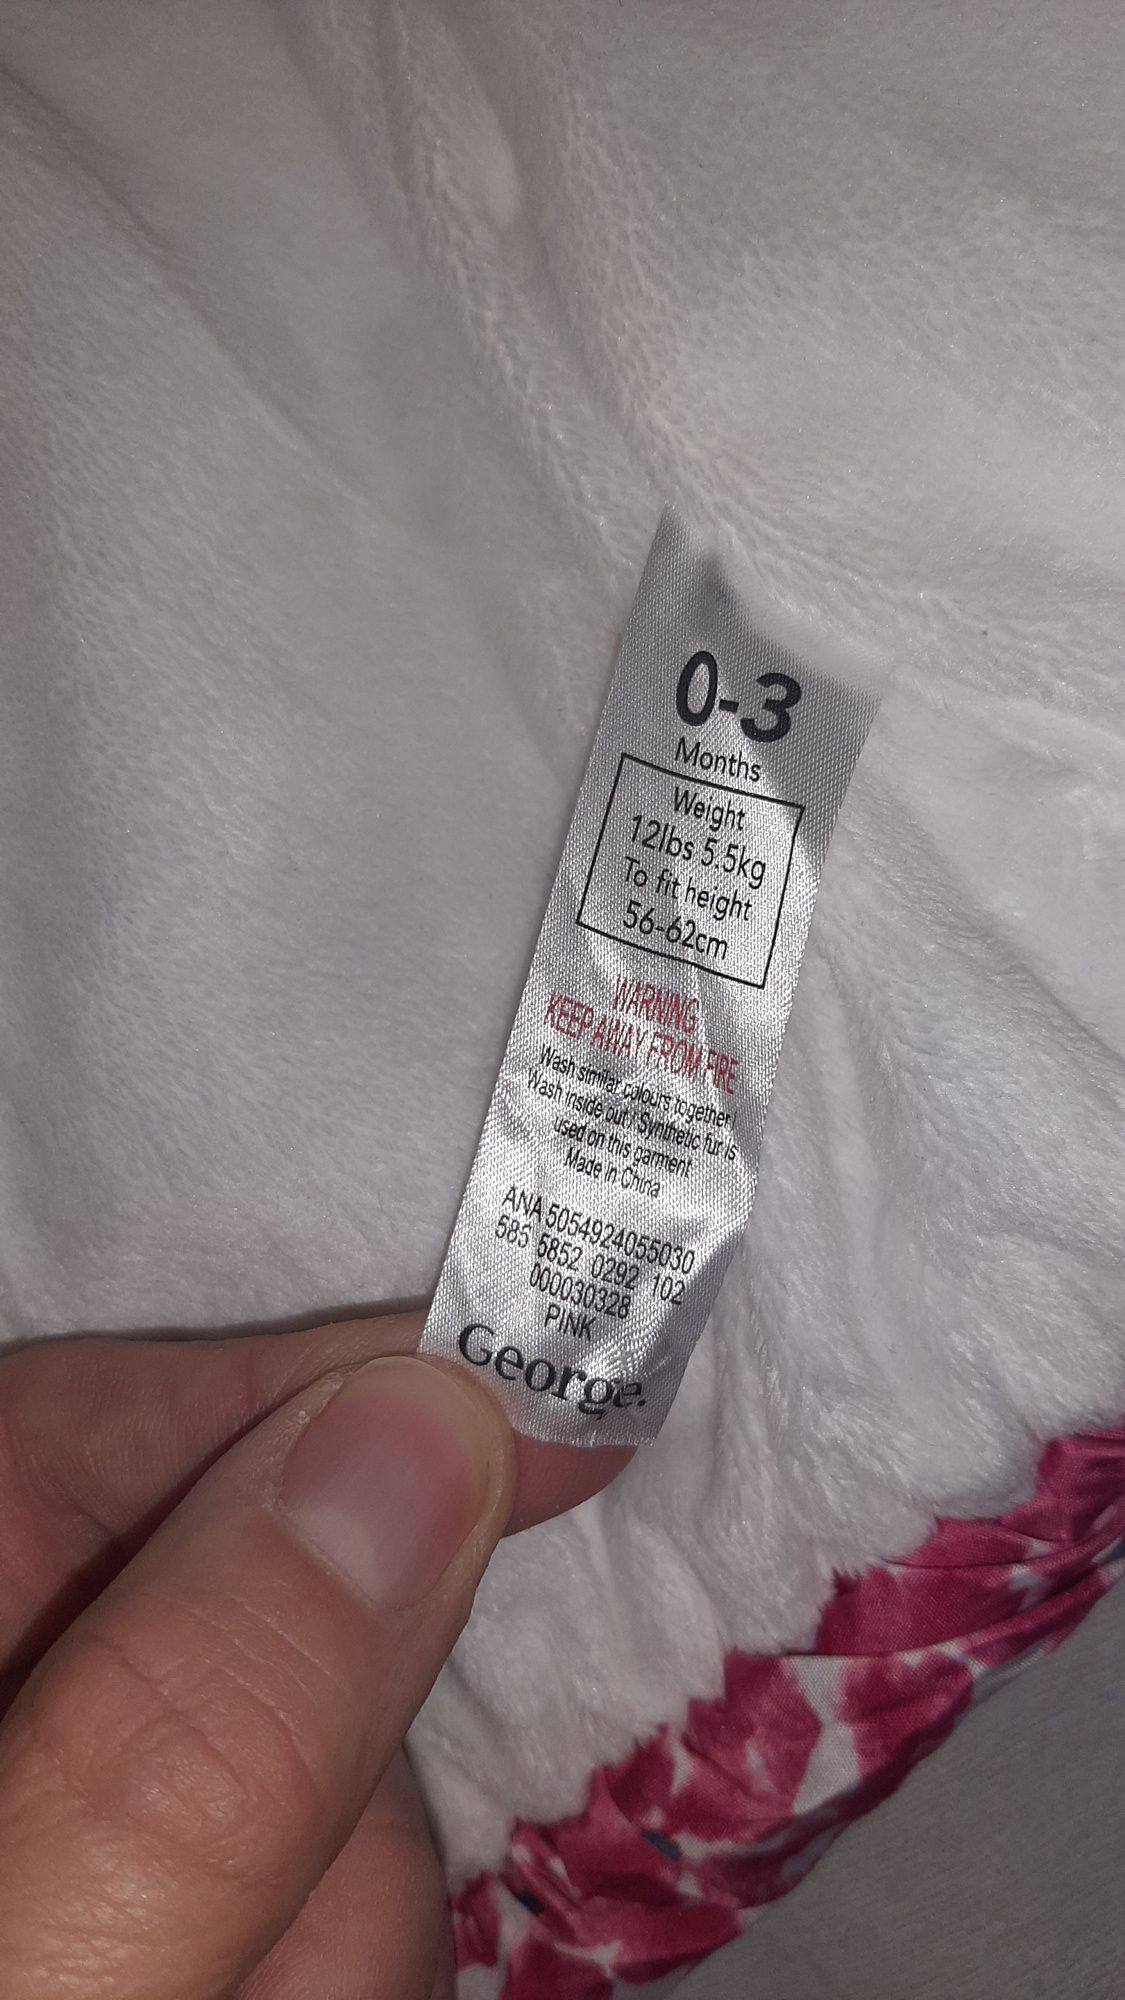 0-3
Months
Weight
12lbs 5.5kg
To fit height
56-62cm
WARNING
KEEP AWAY FROM FIRE
Wash similar colours together
Wash inside out / Synthetic fur is
used on this garment
Made in China
ANA 5054924055030
585 5852 0292 102
000030328
PINK
George.